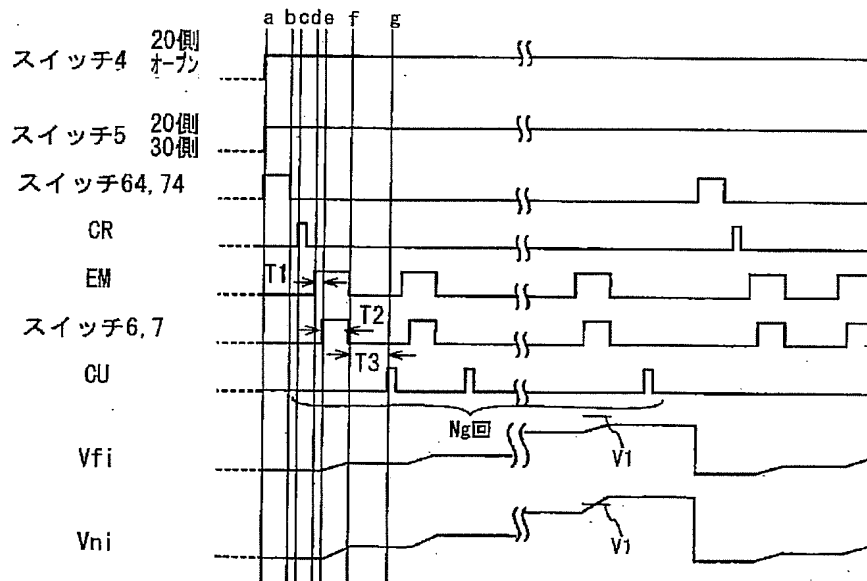 a b c d e f g
スイッチ4 20側
オープン
スイッチ5 20側
30側
スイッチ64,74
CR
T1
EM
T2
スイッチ6,7
T3
CU
Ng回
Vfi
V1
Vni
V1